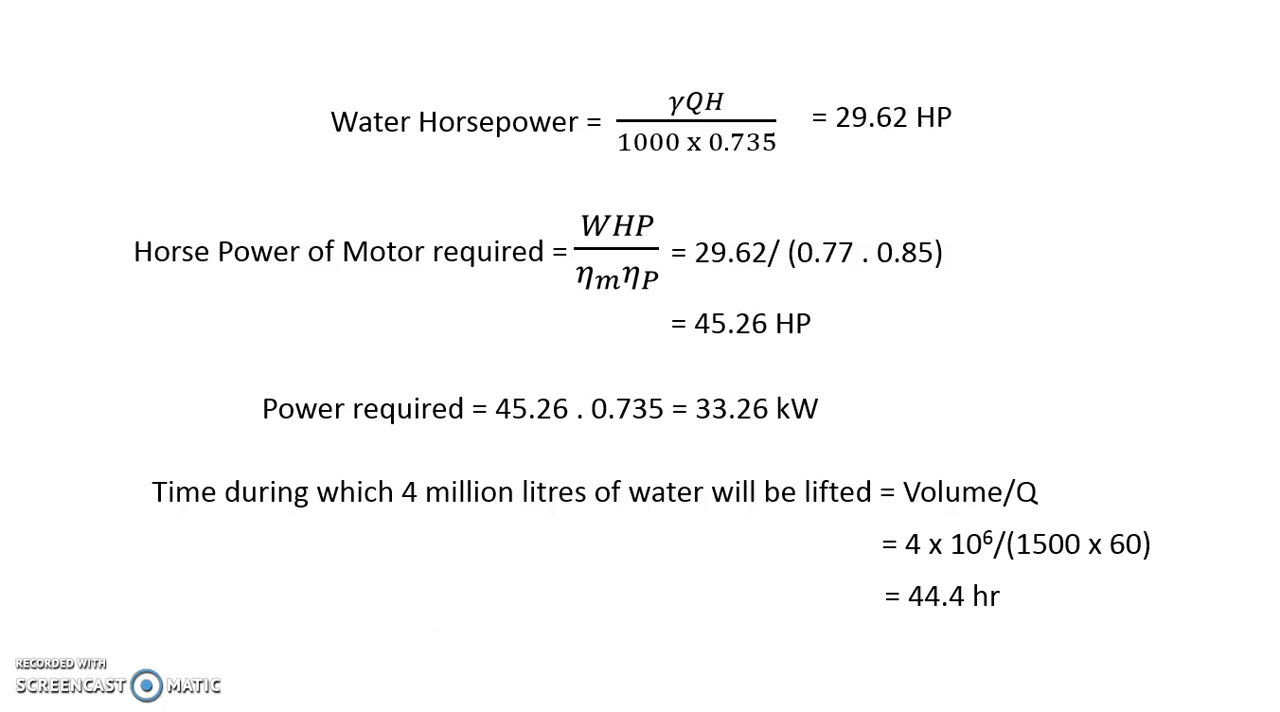 Water Horsepower = γQH / 1000 x 0.735 = 29.62 HP
Horse Power of Motor required = WHP / ηmηP = 29.62/ (0.77 . 0.85)
= 45.26 HP
Power required = 45.26 . 0.735 = 33.26 kW
Time during which 4 million litres of water will be lifted = Volume/Q
= 4 x 10⁶/(1500 x 60)
= 44.4 hr
RECORDED WITH
SCREENCAST MATIC